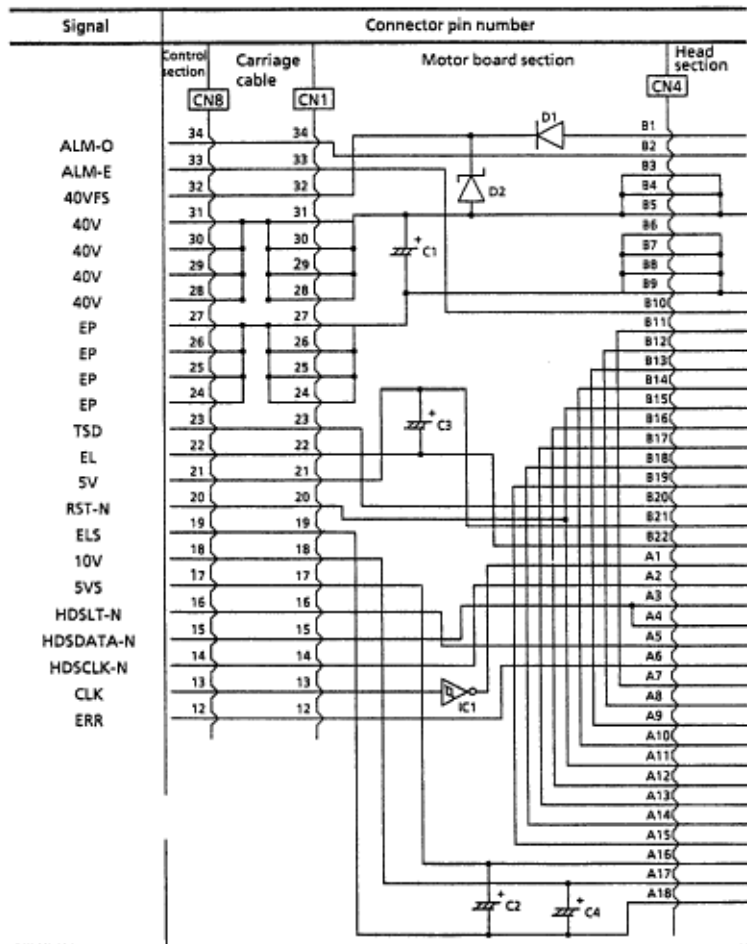 Signal Connector pin number
Control section Carriage cable Motor board section Head section
CN8 CN1 CN4
D1 B1
ALM-O 34 34 B2
ALM-E 33 33 B3
40VFS 32 32 D2 B4
40V 31 31 B5
B6
40V 30 30 + C1 B7
40V 29 29 B8
40V 28 28 B9
EP 27 27 B10
B11
EP 26 26 B12
EP 25 25 B13
EP 24 24 B14
B15
TSD 23 23 + C3 B16
EL 22 22 B17
5V 21 21 B18
B19
RST-N 20 20 B20
B21
ELS 19 19 B22
10V 18 18 A1
5VS 17 17 A2
A3
HDSLT-N 16 16 A4
HDSDATA-N 15 15 A5
HDSCLK-N 14 14 A6
CLK 13 13 IC1 A7
A8
ERR 12 12 A9
A10
A11
A12
A13
A14
A15
A16
A17
+ C2 + C4 A18